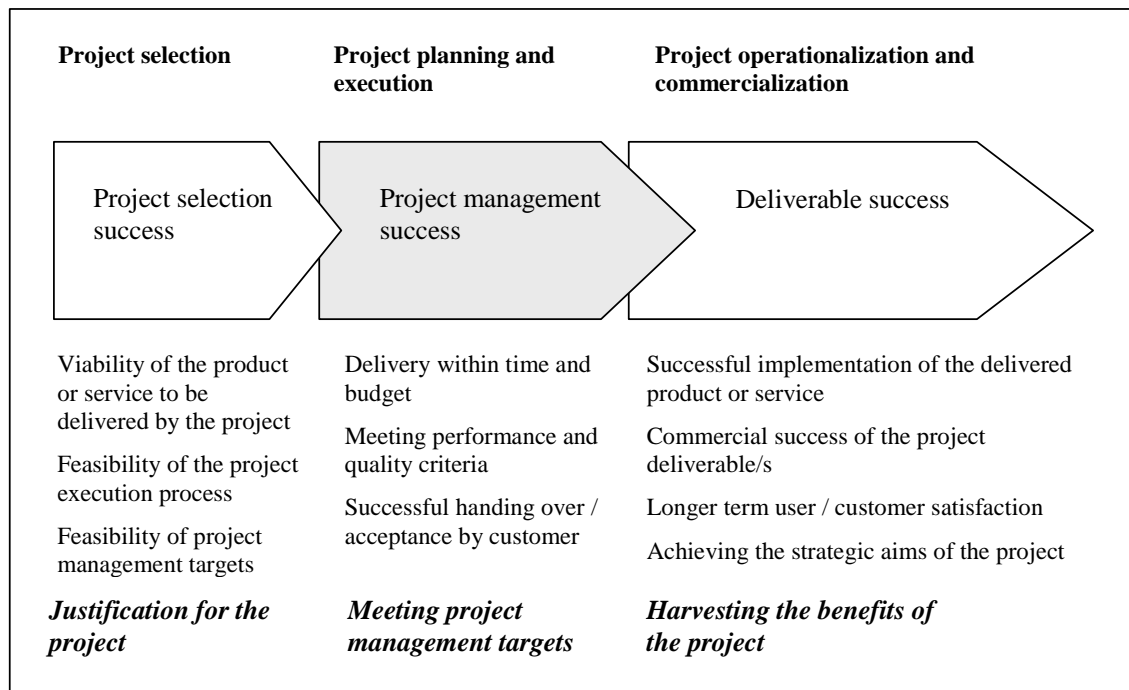 Project selection
Project planning and
execution
Project operationalization and
commercialization
Project selection
success
Project management
success
Deliverable success
Viability of the product
or service to be
delivered by the project
Feasibility of the project
execution process
Feasibility of project
management targets
Justification for the
project
Delivery within time and
budget
Meeting performance and
quality criteria
Successful handing over /
acceptance by customer
Meeting project
management targets
Successful implementation of the delivered
product or service
Commercial success of the project
deliverable/s
Longer term user / customer satisfaction
Achieving the strategic aims of the project
Harvesting the benefits of
the project